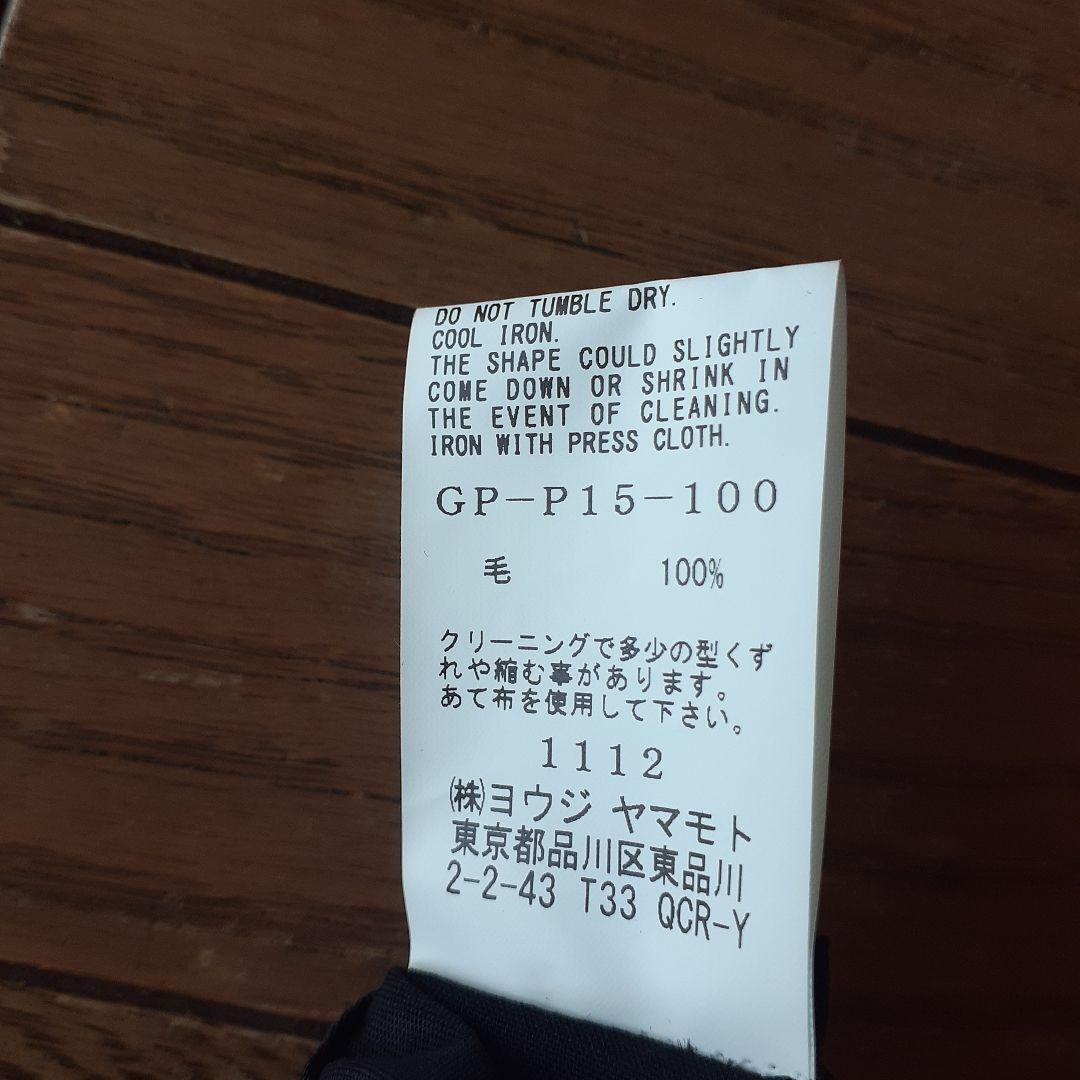 DO NOT TUMBLE DRY.
COOL IRON.
THE SHAPE COULD SLIGHTLY
COME DOWN OR SHRINK IN
THE EVENT OF CLEANING.
IRON WITH PRESS CLOTH.
GP−P15−100
毛 100%
クリーニングで多少の型くず
れや縮む事があります。
あて布を使用して下さい。
1112
㈱ヨウジ ヤマモト
東京都品川区東品川
2-2-43 T33 QCR-Y